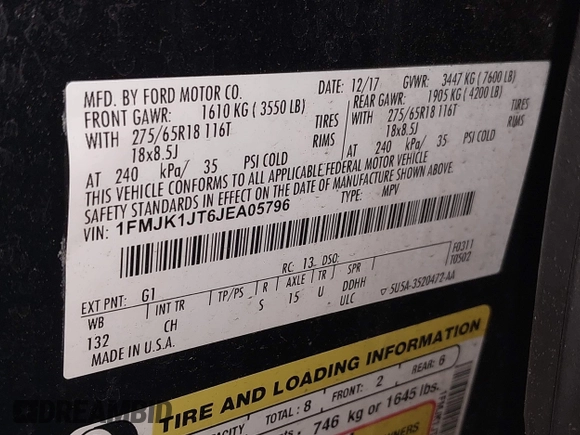 MFD. BY FORD MOTOR CO.
DATE: 12/17 GVWR: 3447 KG (7600 LB)
FRONT GAWR: 1610 KG (3550 LB)
REAR GAWR: 1905 KG (4200 LB)
WITH 275/65R18 116T TIRES
WITH 275/65R18 116T TIRES
18x8.5J RIMS
18x8.5J RIMS
AT 240 kPa/ 35 PSI COLD
AT 240 kPa/ 35 PSI COLD
THIS VEHICLE CONFORMS TO ALL APPLICABLE FEDERAL MOTOR VEHICLE
SAFETY STANDARDS IN EFFECT ON THE DATE OF MANUFACTURE SHOWN ABOVE.
VIN: 1FMJK1JT6JEA05796
TYPE: MPV
F0311
T0502
EXT PNT: G1 RC: 13 DSO:
WB INT TR TP/PS R AXLE TR SPR
132 CH S 15 U DDHH
ULC 5U5A-3520472-AA
MADE IN U.S.A.
TIRE AND LOADING INFORMATION
CAPACITY TOTAL: 8 FRONT: 2 REAR: 6
746 kg or 1645 lbs.
OWNERS
DREAMBID